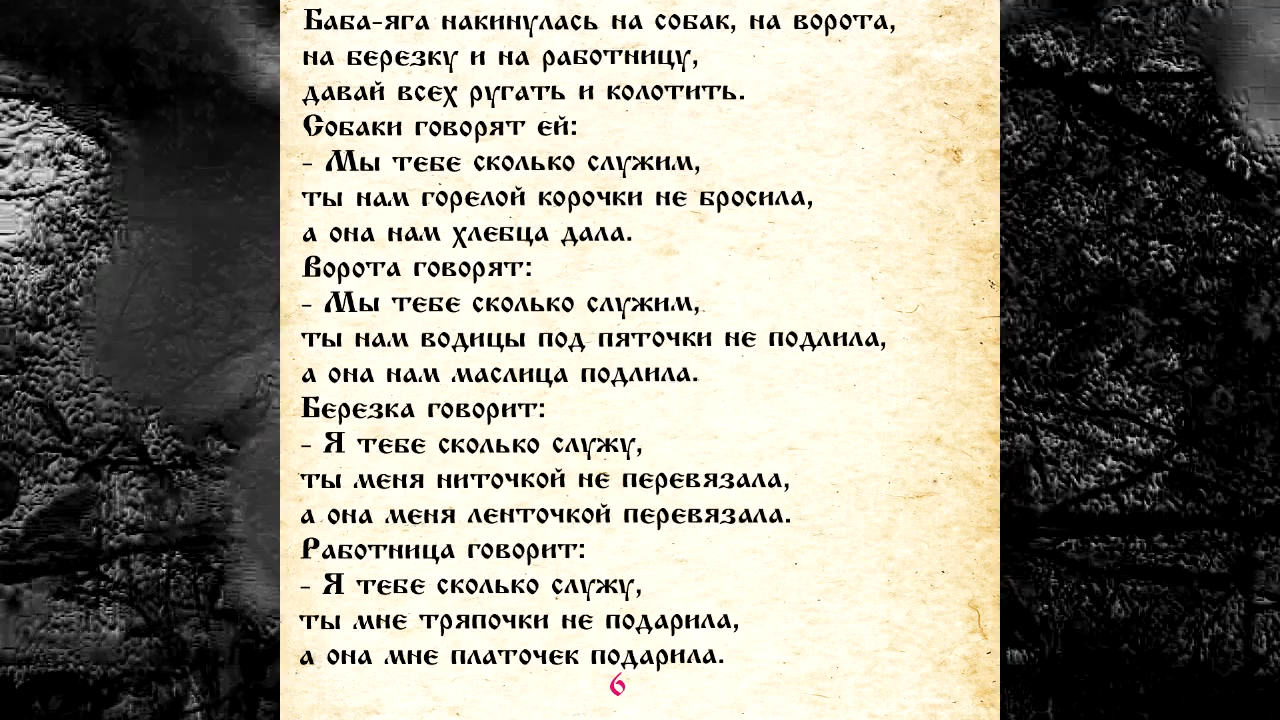 Баба-яга накинулась на собак, на ворота,
на березку и на работницу,
давай всех ругать и колотить.
Собаки говорят ей:
- Мы тебе сколько служим,
ты нам горелой корочки не бросила,
а она нам хлебца дала.
Ворота говорят:
- Мы тебе сколько служим,
ты нам водицы под пяточки не подлила,
а она нам маслица подлила.
Березка говорит:
- Я тебе сколько служу,
ты меня ниточкой не перевязала,
а она меня ленточкой перевязала.
Работница говорит:
- Я тебе сколько служу,
ты мне тряпочки не подарила,
а она мне платочек подарила.
6